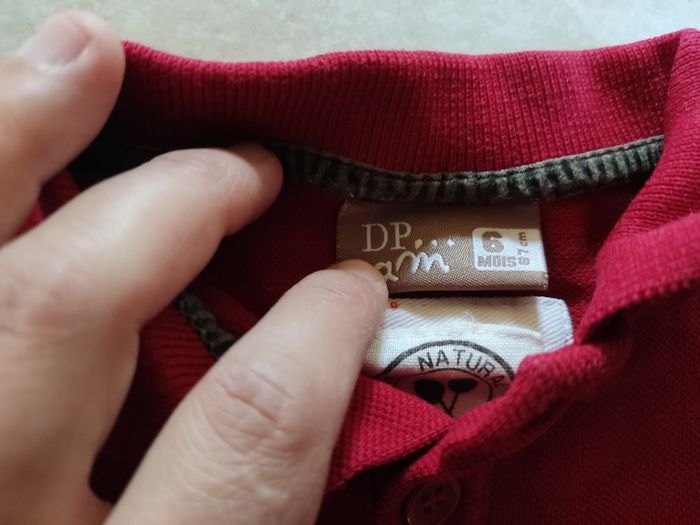 DP...
am
6
MOIS
67cm
NATURA